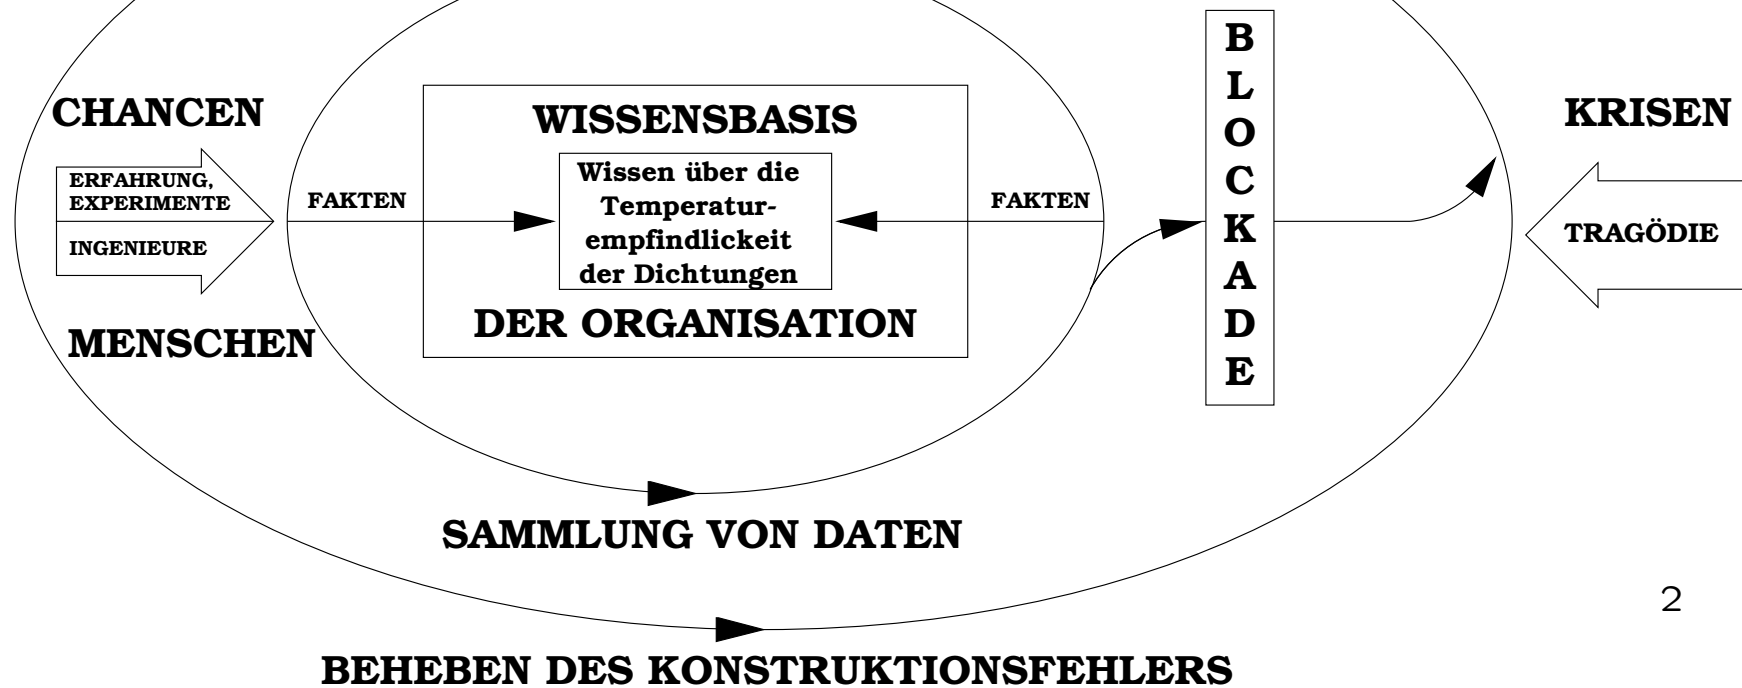 CHANCEN
ERFAHRUNG,
EXPERIMENTE
INGENIEURE
MENSCHEN
FAKTEN
WISSENSBASIS
Wissen über die
Temperatur-
empfindlickeit
der Dichtungen
DER ORGANISATION
FAKTEN
B
L
O
C
K
A
D
E
KRISEN
TRAGÖDIE
SAMMLUNG VON DATEN
2
BEHEBEN DES KONSTRUKTIONSFEHLERS